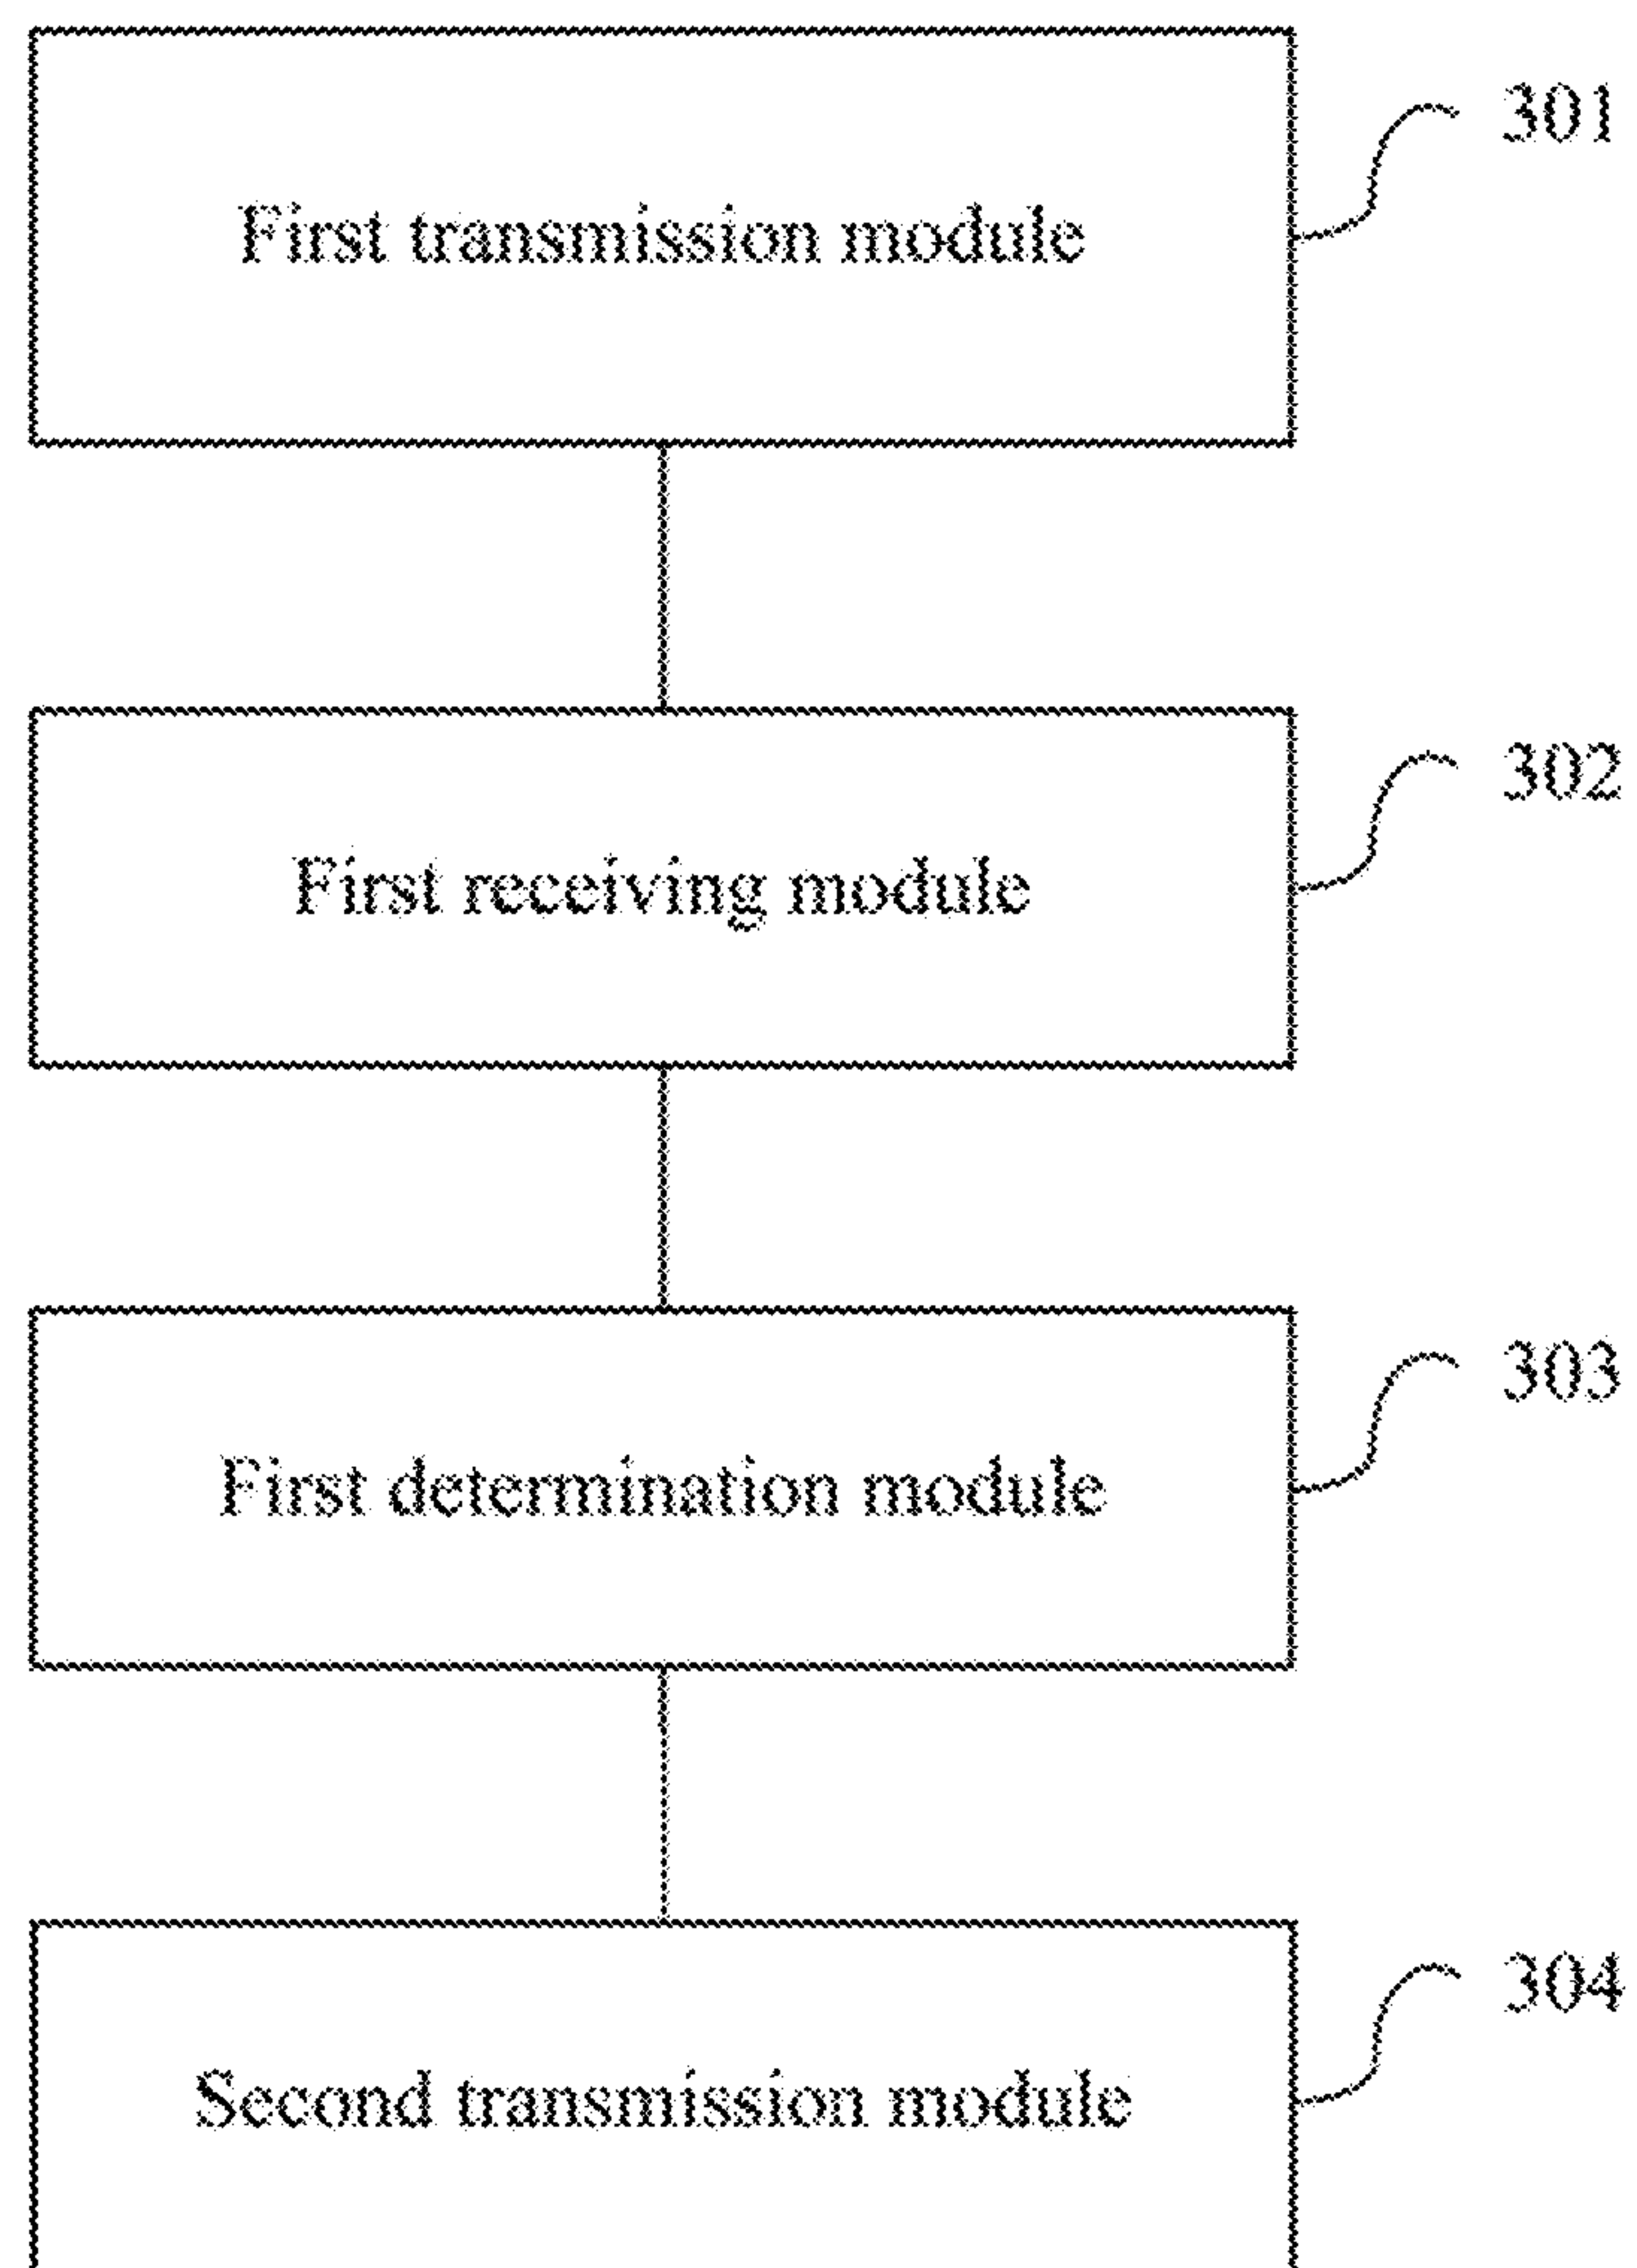 301
First transmission module
302
First receiving module
303
First determination module
304
Second transmission module